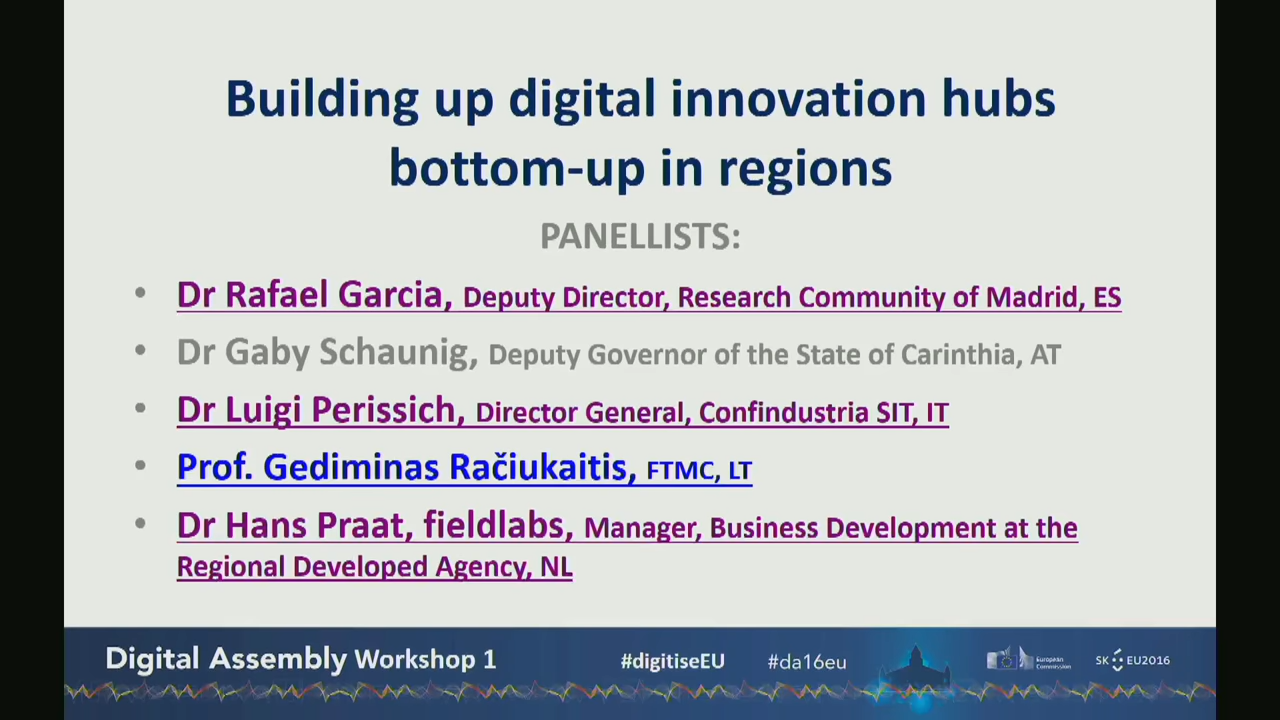 Building up digital innovation hubs
bottom-up in regions
PANELLISTS:
• Dr Rafael Garcia, Deputy Director, Research Community of Madrid, ES
• Dr Gaby Schaunig, Deputy Governor of the State of Carinthia, AT
• Dr Luigi Perissich, Director General, Confindustria SIT, IT
• Prof. Gediminas Račiukaitis, FTMC, LT
• Dr Hans Praat, fieldlabs, Manager, Business Development at the
Regional Developed Agency, NL
Digital Assembly Workshop 1 #digitiseEU #da16eu
European
Commission
SK EU2016